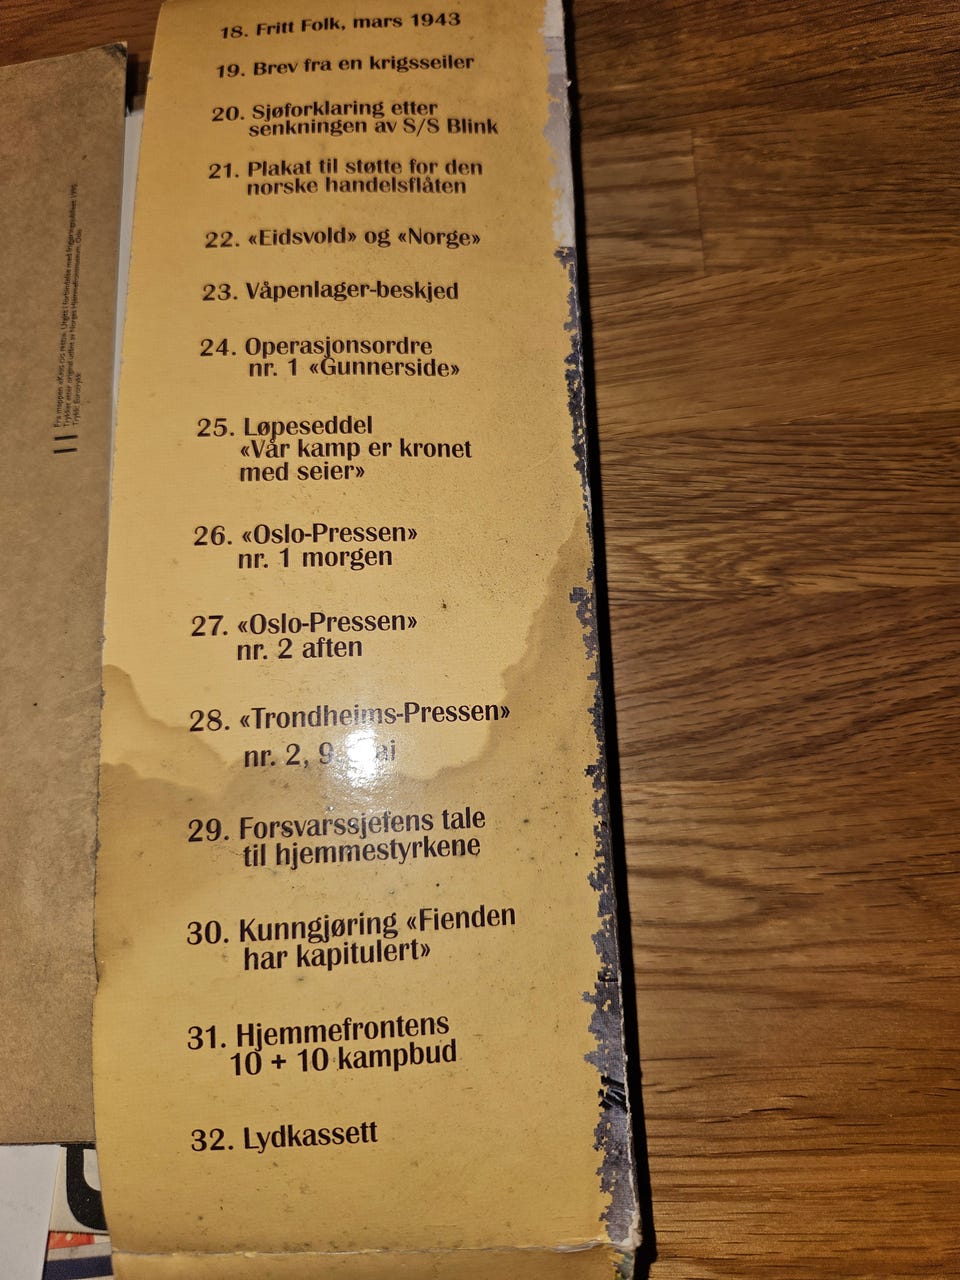 18. Fritt Folk, mars 1943
19. Brev fra en krigsseiler
20. Sjøforklaring etter
senkningen av S/S Blink
21. Plakat til støtte for den
norske handelsflåten
22. «Eidsvold» og «Norge»
23. Våpenlager-beskjed
24. Operasjonsordre
nr. 1 «Gunnerside»
25. Løpeseddel
«Vår kamp er kronet
med seier»
26. «Oslo-Pressen»
nr. 1 morgen
27. «Oslo-Pressen»
nr. 2 aften
28. «Trondheims-Pressen»
nr. 2, 9. mai
29. Forsvarssjefens tale
til hjemmestyrkene
30. Kunngjøring «Fienden
har kapitulert»
31. Hjemmefrontens
10 + 10 kampbud
32. Lydkassett